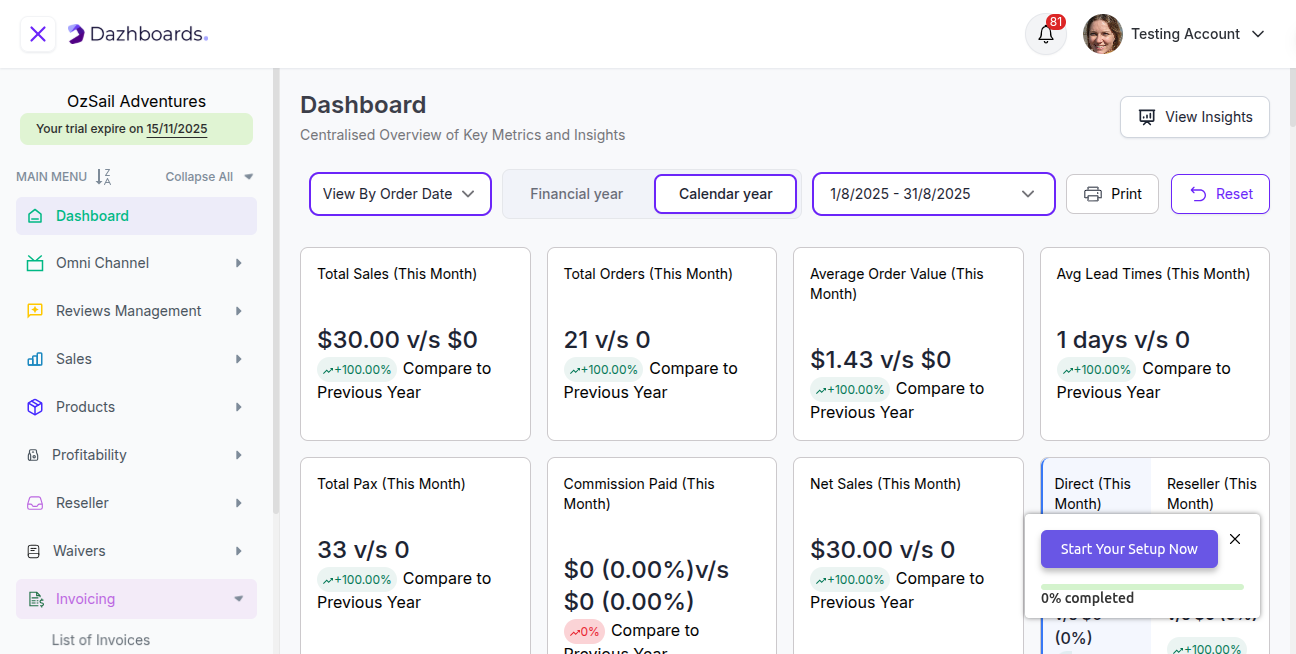 Dazhboards.
81
Testing Account
OzSail Adventures
Your trial expire on 15/11/2025
MAIN MENU
Collapse All
Dashboard
Omni Channel
Reviews Management
Sales
Products
Profitability
Reseller
Waivers
Invoicing
List of Invoices
Dashboard
Centralised Overview of Key Metrics and Insights
View Insights
View By Order Date
Financial year
Calendar year
1/8/2025 - 31/8/2025
Print
Reset
Total Sales (This Month)
$30.00 v/s $0
+100.00% Compare to
Previous Year
Total Orders (This Month)
21 v/s 0
+100.00% Compare to
Previous Year
Average Order Value (This
Month)
$1.43 v/s $0
+100.00% Compare to
Previous Year
Avg Lead Times (This Month)
1 days v/s 0
+100.00% Compare to
Previous Year
Total Pax (This Month)
33 v/s 0
+100.00% Compare to
Previous Year
Commission Paid (This
Month)
$0 (0.00%)v/s
$0 (0.00%)
0% Compare to
Previous Year
Net Sales (This Month)
$30.00 v/s 0
+100.00% Compare to
Previous Year
Direct (This
Month)
(0%)
Reseller (This
Month)
+100.00%
Start Your Setup Now
0% completed